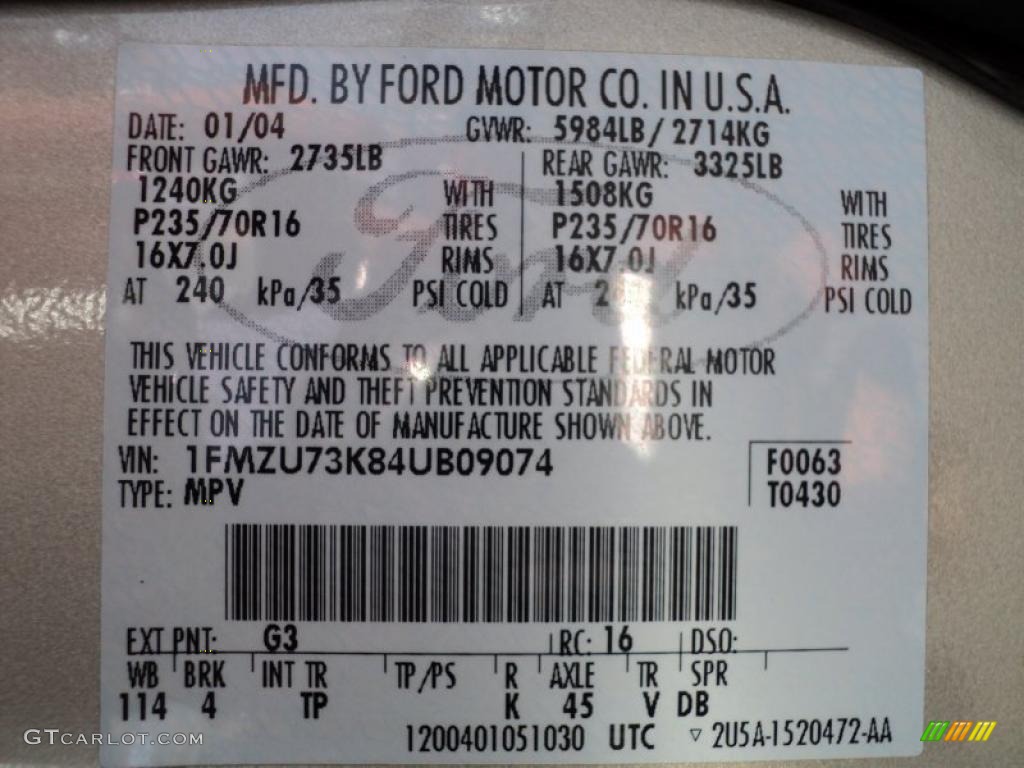 MFD. BY FORD MOTOR CO. IN U.S.A.
DATE: 01/04 GVWR: 5984LB/2714KG
FRONT GAWR: 2735LB REAR GAWR: 3325LB
1240KG WITH 1508KG WITH
P235/70R16 TIRES P235/70R16 TIRES
16X7.0J RIMS 16X7.0J RIMS
AT 240 kPa/35 PSI COLD AT kPa/35 PSI COLD
Ford
THIS VEHICLE CONFORMS TO ALL APPLICABLE FEDERAL MOTOR
VEHICLE SAFETY AND THEFT PREVENTION STANDARDS IN
EFFECT ON THE DATE OF MANUFACTURE SHOWN ABOVE.
VIN: 1FMZU73K84UB09074 F0063
TYPE: MPV T0430
EXT PNT: G3 RC: 16 DSO:
WB BRK INT TR TP/PS R AXLE TR SPR
114 4 TP K 45 V DB
1200401051030 UTC ▽ 2U5A-1520472-AA
GTCARLOT.COM